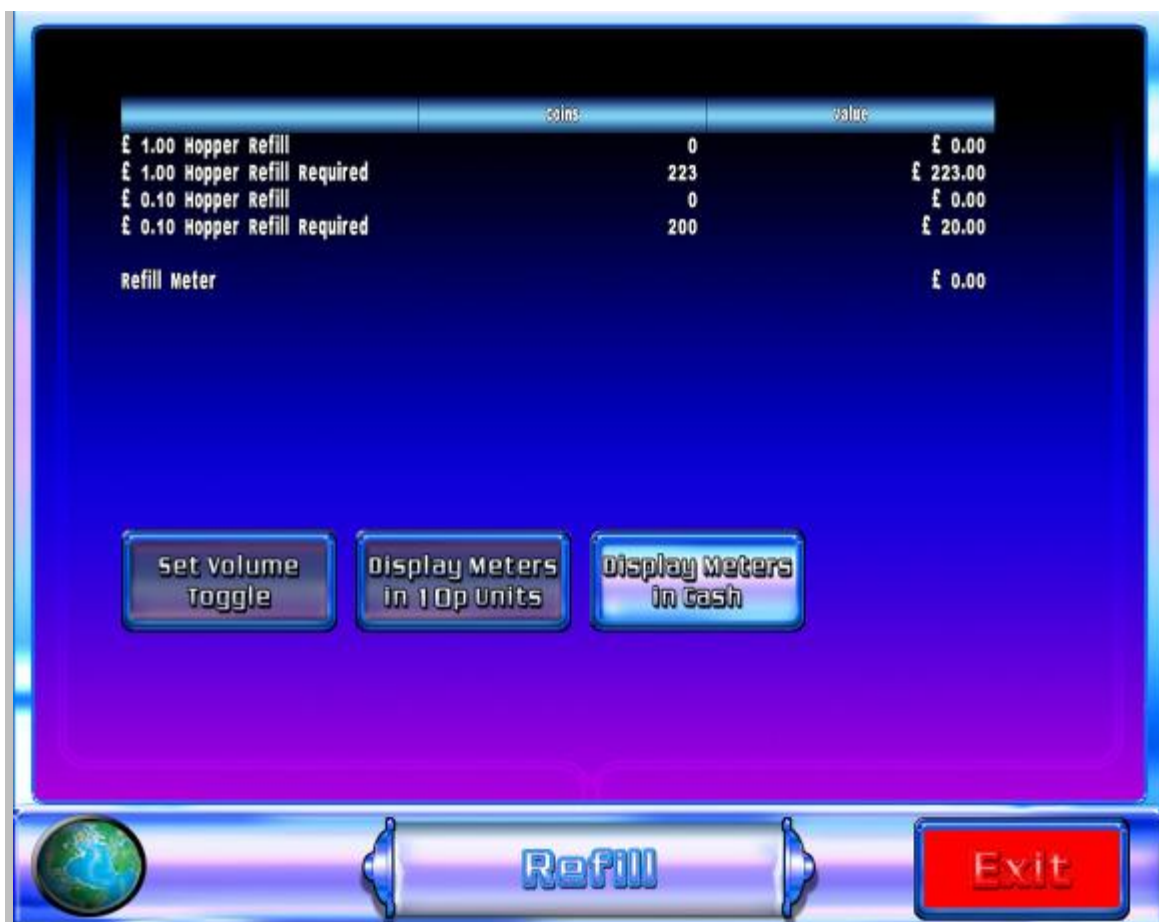 coins value
£ 1.00 Hopper Refill 0 £ 0.00
£ 1.00 Hopper Refill Required 223 £ 223.00
£ 0.10 Hopper Refill 0 £ 0.00
£ 0.10 Hopper Refill Required 200 £ 20.00
Refill Meter £ 0.00
Set Volume
Toggle
Display Meters
in 10p Units
Display Meters
in Cash
Refill
Exit